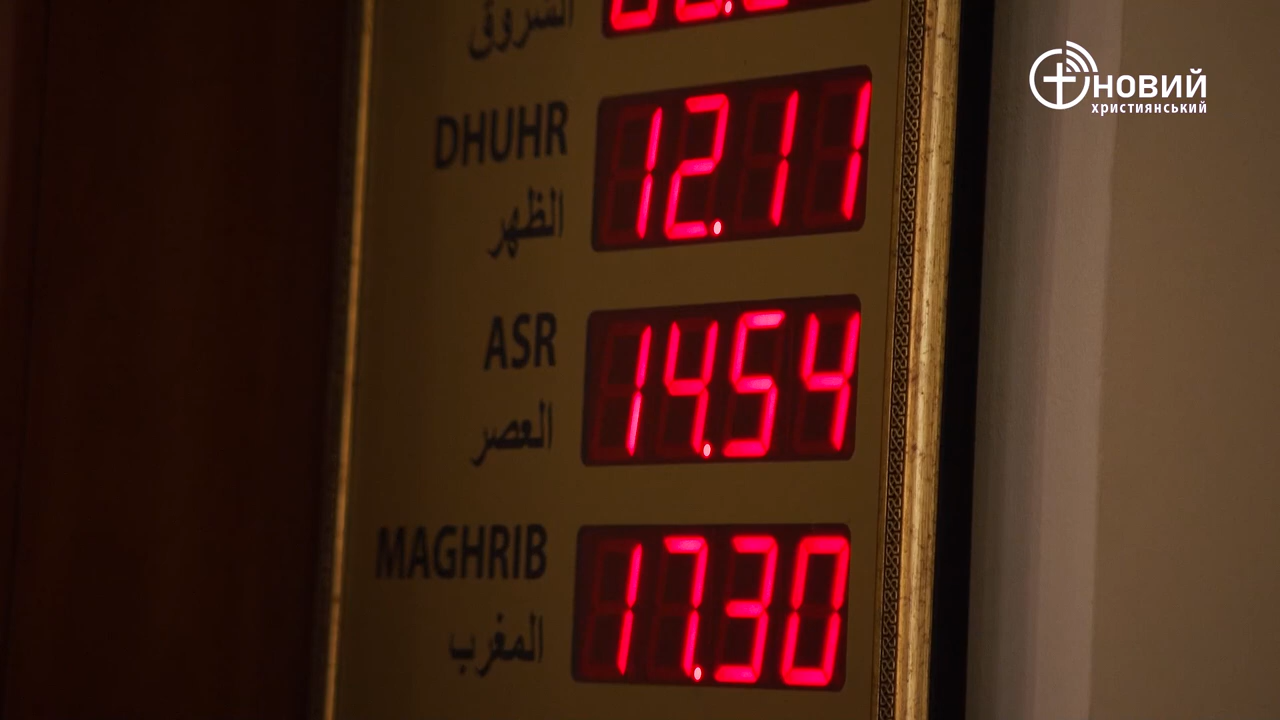 الشروق
DHUHR
12.11
الظهر
ASR
14.54
العصر
MAGHRIB
17.30
المغرب
НОВИЙ
християнський